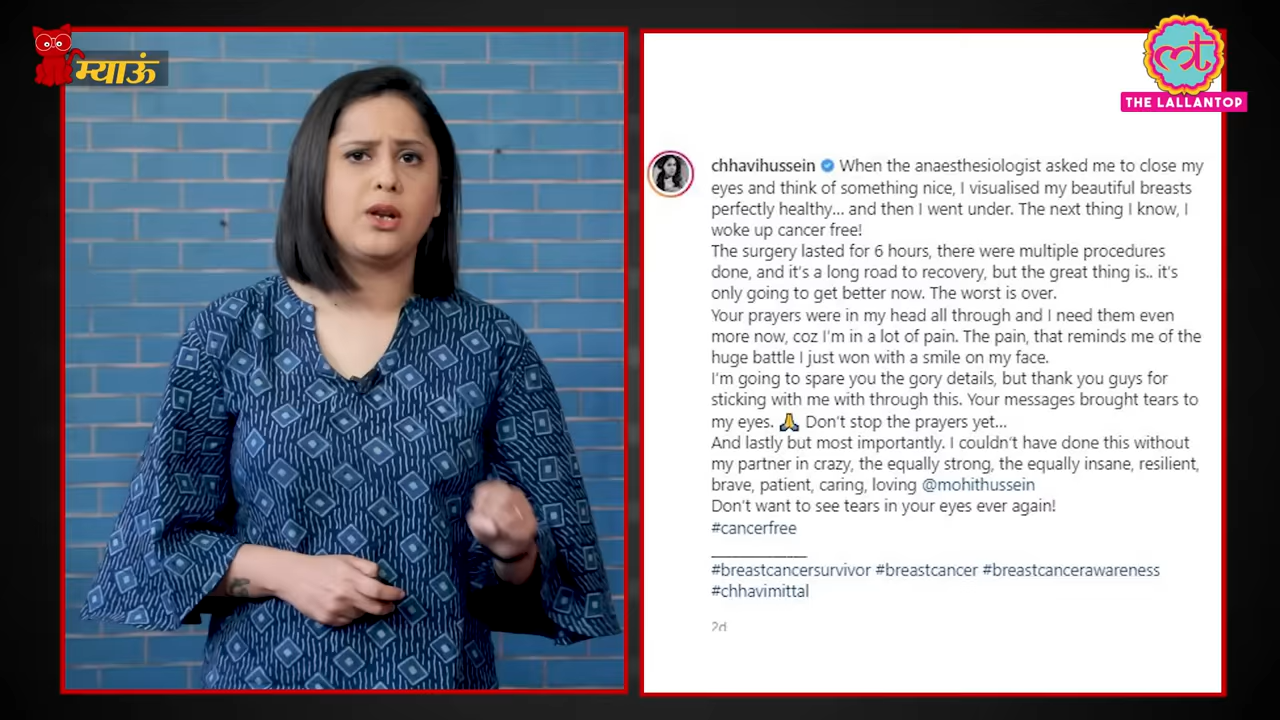 म्याऊं
THE LALLANTOP
chhavihussein When the anaesthesiologist asked me to close my
eyes and think of something nice, I visualised my beautiful breasts
perfectly healthy... and then I went under. The next thing I know, I
woke up cancer free!
The surgery lasted for 6 hours, there were multiple procedures
done, and it's a long road to recovery, but the great thing is.. it's
only going to get better now. The worst is over.
Your prayers were in my head all through and I need them even
more now, coz I'm in a lot of pain. The pain, that reminds me of the
huge battle I just won with a smile on my face.
I'm going to spare you the gory details, but thank you guys for
sticking with me with through this. Your messages brought tears to
my eyes. 🙏 Don't stop the prayers yet...
And lastly but most importantly. I couldn't have done this without
my partner in crazy, the equally strong, the equally insane, resilient,
brave, patient, caring, loving @mohithussein
Don't want to see tears in your eyes ever again!
#cancerfree
#breastcancersurvivor #breastcancer #breastcancerawareness
#chhavimittal
2d